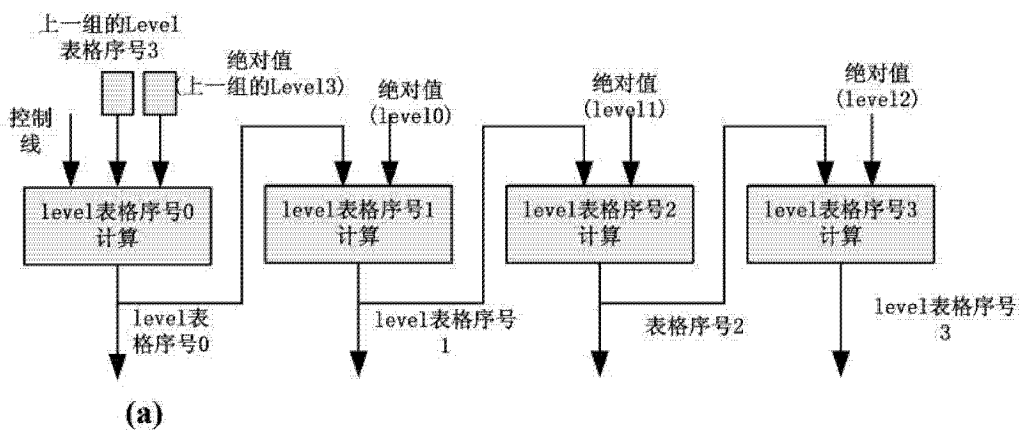 上一组的Level
表格序号3
绝对值
(上一组的Level3)
控制
线
绝对值
(level0)
绝对值
(level1)
绝对值
(level2)
level表格序号0
计算
level表格序号1
计算
level表格序号2
计算
level表格序号3
计算
level表
格序号0
level表格序号
1
表格序号2
level表格序号
3
(a)